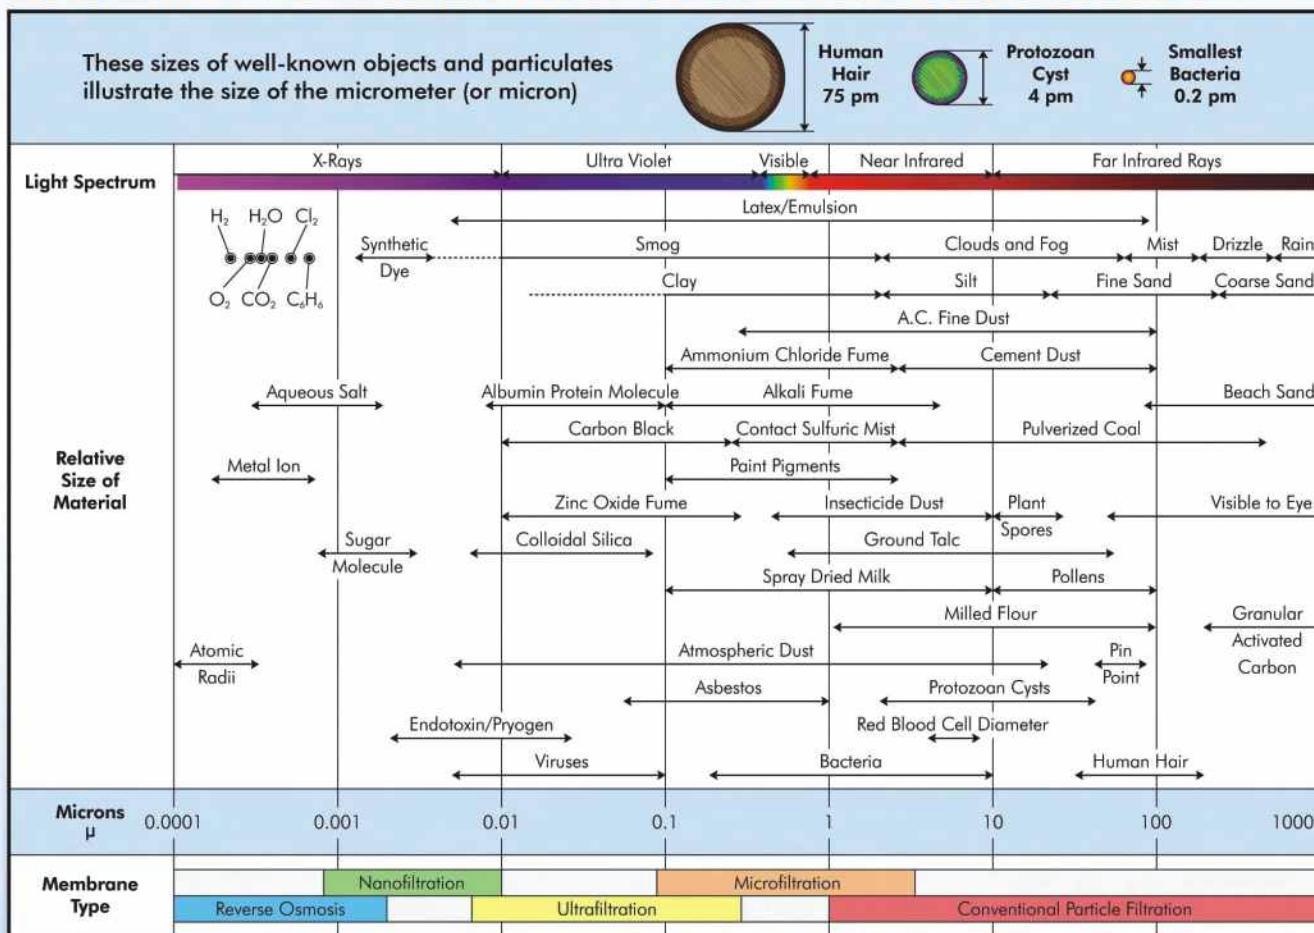 These sizes of well-known objects and particulates
illustrate the size of the micrometer (or micron)
Human
Hair
75 pm
Protozoan
Cyst
4 pm
Smallest
Bacteria
0.2 pm
Light Spectrum
X-Rays
Ultra Violet
Visible
Near Infrared
Far Infrared Rays
Relative
Size of
Material
Latex/Emulsion
H₂ H₂O Cl₂
O₂ CO₂ C₆H₆
Synthetic
Dye
Smog
Clouds and Fog
Mist
Drizzle
Rain
Clay
Silt
Fine Sand
Coarse Sand
A.C. Fine Dust
Ammonium Chloride Fume
Cement Dust
Aqueous Salt
Albumin Protein Molecule
Alkali Fume
Beach Sand
Carbon Black
Contact Sulfuric Mist
Pulverized Coal
Metal Ion
Paint Pigments
Zinc Oxide Fume
Insecticide Dust
Plant
Spores
Visible to Eye
Sugar
Molecule
Colloidal Silica
Ground Talc
Spray Dried Milk
Pollens
Milled Flour
Granular
Activated
Carbon
Atomic
Radii
Atmospheric Dust
Pin
Point
Asbestos
Protozoan Cysts
Endotoxin/Pryogen
Red Blood Cell Diameter
Viruses
Bacteria
Human Hair
Microns
μ
0.0001 0.001 0.01 0.1 1 10 100 1000
Membrane
Type
Nanofiltration
Microfiltration
Reverse Osmosis
Ultrafiltration
Conventional Particle Filtration